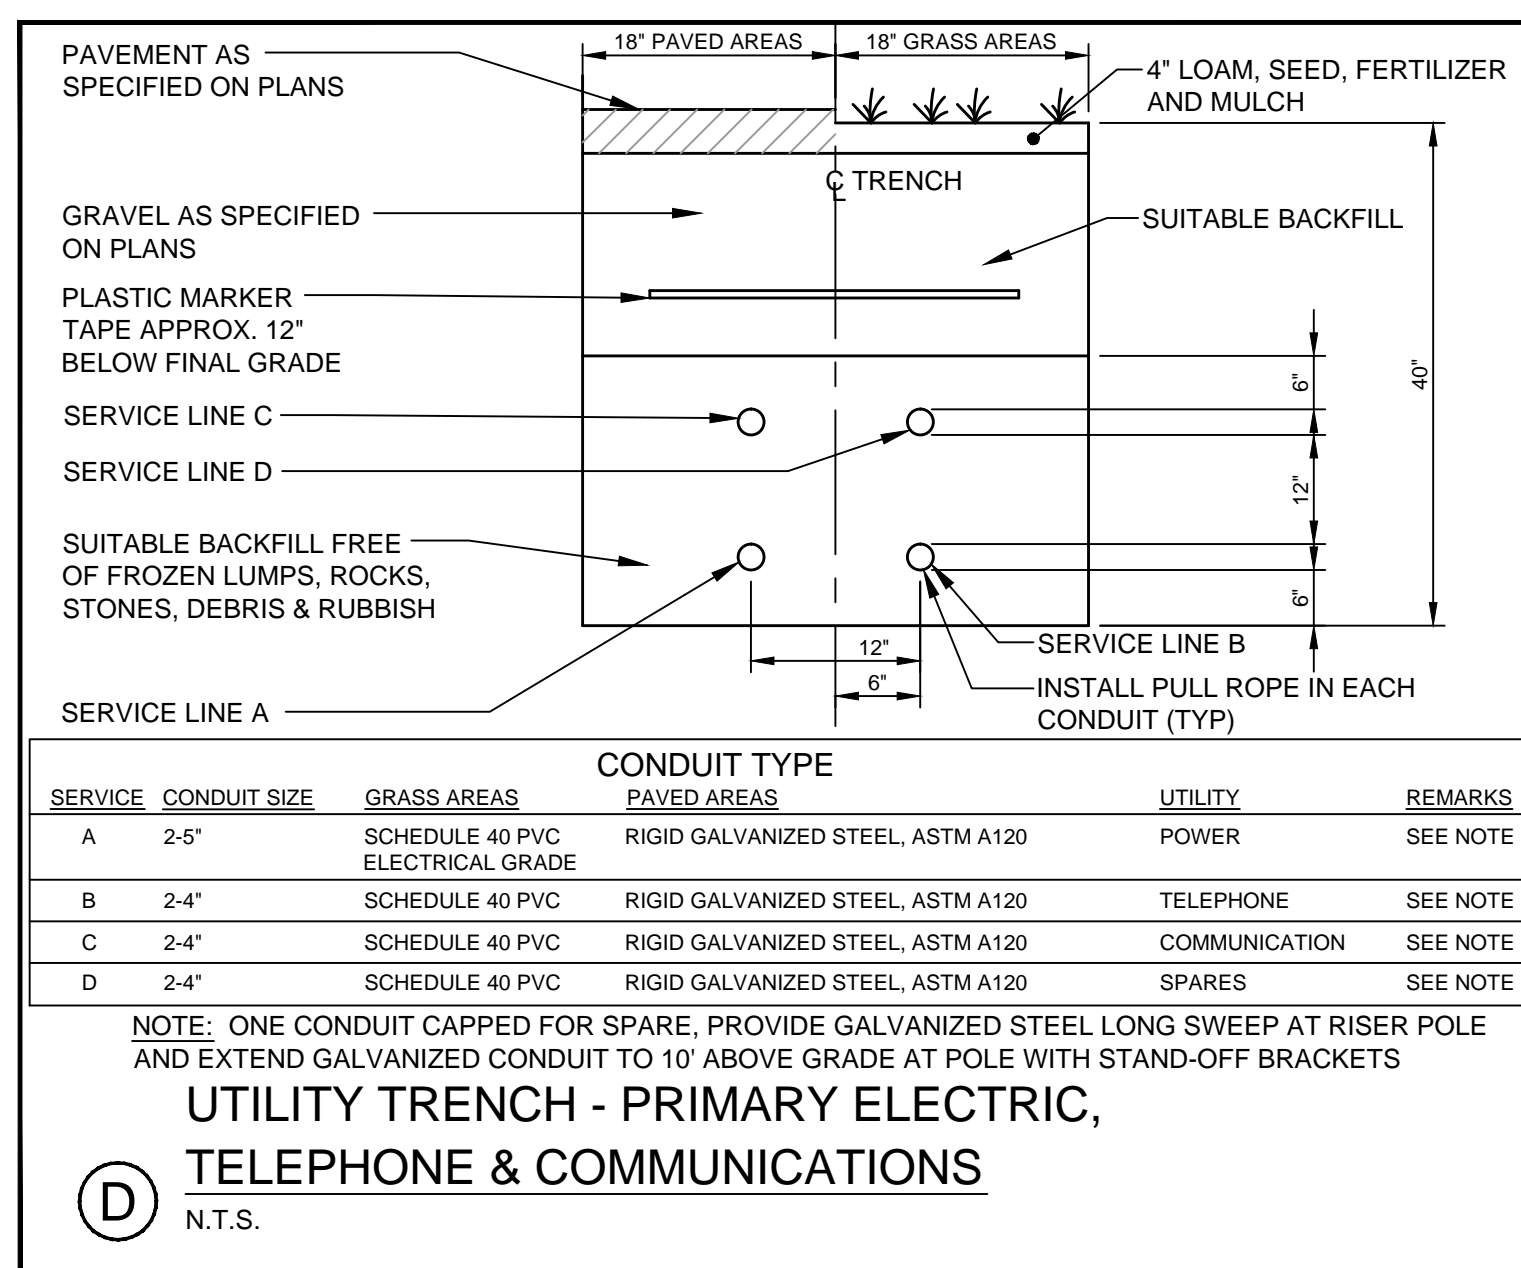 18" PAVED AREAS
18" GRASS AREAS
PAVEMENT AS
SPECIFIED ON PLANS
4" LOAM, SEED, FERTILIZER
AND MULCH
CL TRENCH
GRAVEL AS SPECIFIED
ON PLANS
SUITABLE BACKFILL
PLASTIC MARKER
TAPE APPROX. 12"
BELOW FINAL GRADE
6"
40"
SERVICE LINE C
SERVICE LINE D
12"
SUITABLE BACKFILL FREE
OF FROZEN LUMPS, ROCKS,
STONES, DEBRIS & RUBBISH
6"
12"
SERVICE LINE B
6"
INSTALL PULL ROPE IN EACH
CONDUIT (TYP)
SERVICE LINE A
CONDUIT TYPE
SERVICE CONDUIT SIZE GRASS AREAS PAVED AREAS UTILITY REMARKS
A 2-5" SCHEDULE 40 PVC RIGID GALVANIZED STEEL, ASTM A120 POWER SEE NOTE
ELECTRICAL GRADE
B 2-4" SCHEDULE 40 PVC RIGID GALVANIZED STEEL, ASTM A120 TELEPHONE SEE NOTE
C 2-4" SCHEDULE 40 PVC RIGID GALVANIZED STEEL, ASTM A120 COMMUNICATION SEE NOTE
D 2-4" SCHEDULE 40 PVC RIGID GALVANIZED STEEL, ASTM A120 SPARES SEE NOTE
NOTE: ONE CONDUIT CAPPED FOR SPARE, PROVIDE GALVANIZED STEEL LONG SWEEP AT RISER POLE
AND EXTEND GALVANIZED CONDUIT TO 10' ABOVE GRADE AT POLE WITH STAND-OFF BRACKETS
UTILITY TRENCH - PRIMARY ELECTRIC,
TELEPHONE & COMMUNICATIONS
D
N.T.S.